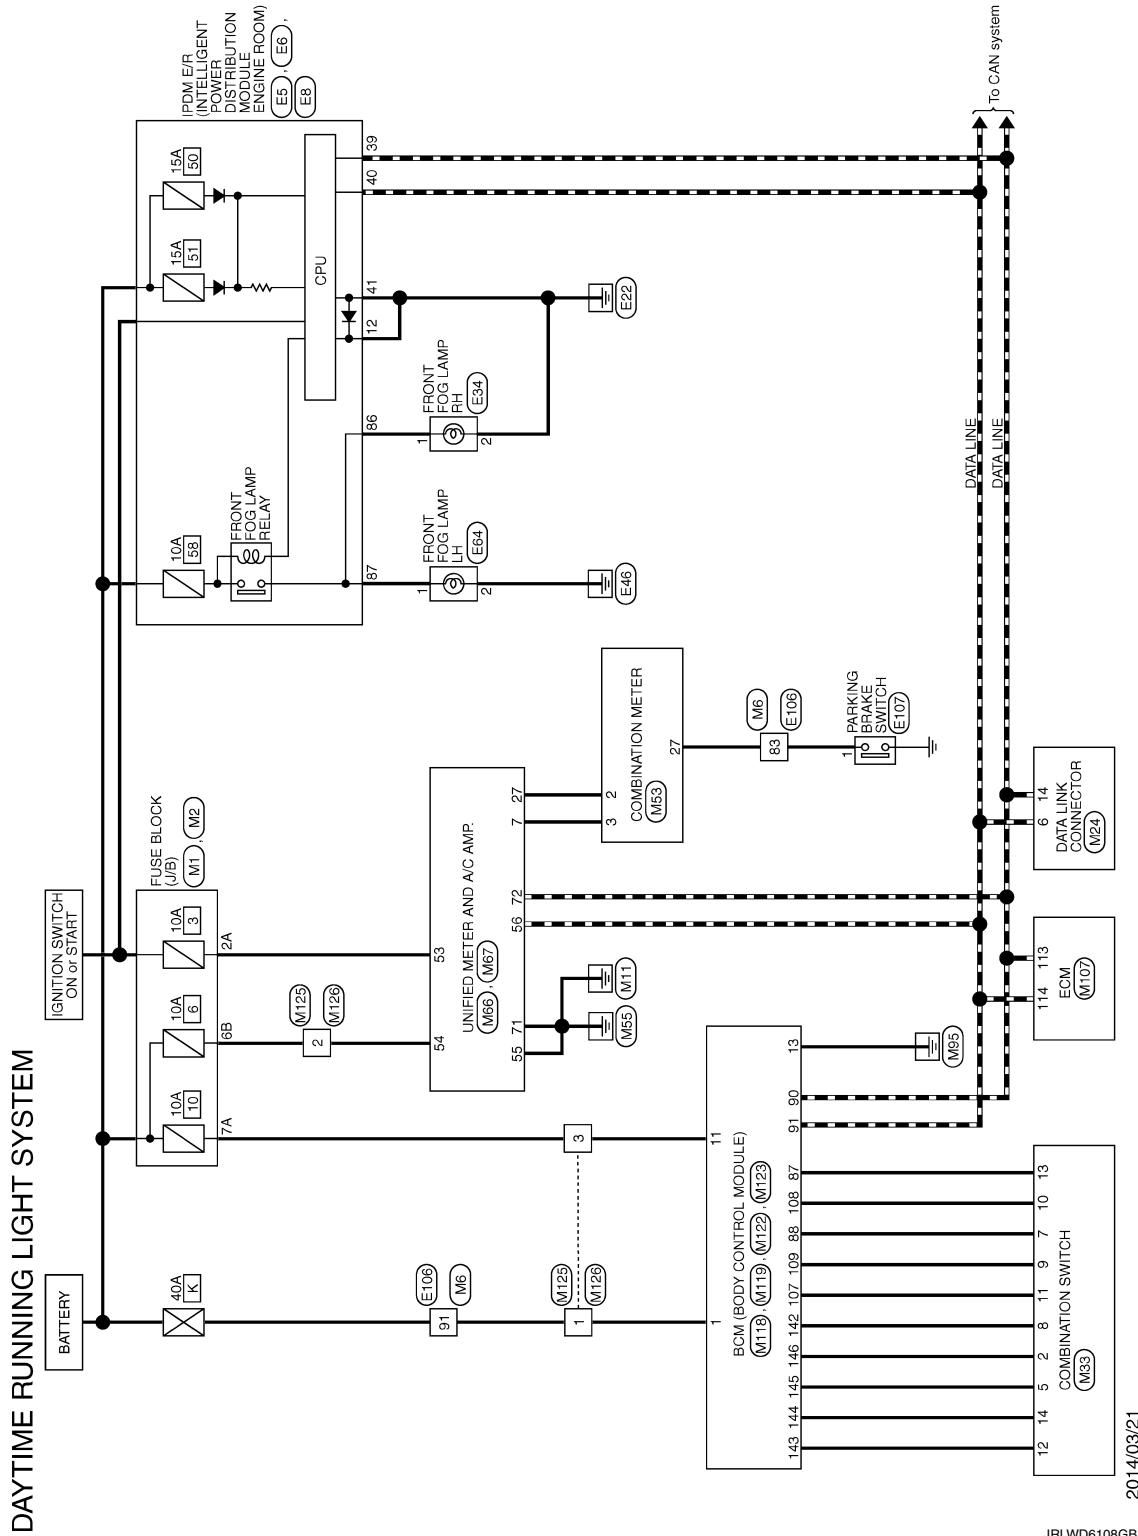 DAYTIME RUNNING LIGHT SYSTEM
BATTERY
IGNITION SWITCH
ON or START
40A
K
FUSE BLOCK
(J/B)
M1 , M2
10A
10
10A
6
10A
3
7A
6B
2A
IPDM E/R
(INTELLIGENT
POWER
DISTRIBUTION
MODULE
ENGINE ROOM)
E5 , E6 ,
E8
10A
58
15A
51
15A
50
FRONT
FOG LAMP
RELAY
CPU
87
86
12
41
40
39
E106
M6
91
M125
M126
2
M125
M126
1
3
54
53
UNIFIED METER AND A/C AMP.
M66 , M67
55
71
56
72
7
27
M55
M11
3
2
COMBINATION METER
M53
27
M6
E106
83
1
PARKING
BRAKE
SWITCH
E107
1
FRONT
FOG LAMP
LH
E64
2
E46
1
FRONT
FOG LAMP
RH
E34
2
E22
1
11
BCM (BODY CONTROL MODULE)
M118 , M119 , M122 , M123
143
144
145
146
142
107
109
88
108
87
91
90
13
M95
DATA LINE
DATA LINE
To CAN system
12
14
5
2
8
11
9
7
10
13
COMBINATION SWITCH
M33
114
113
ECM
M107
6
14
DATA LINK
CONNECTOR
M24
2014/03/21
JRLWD6108GB